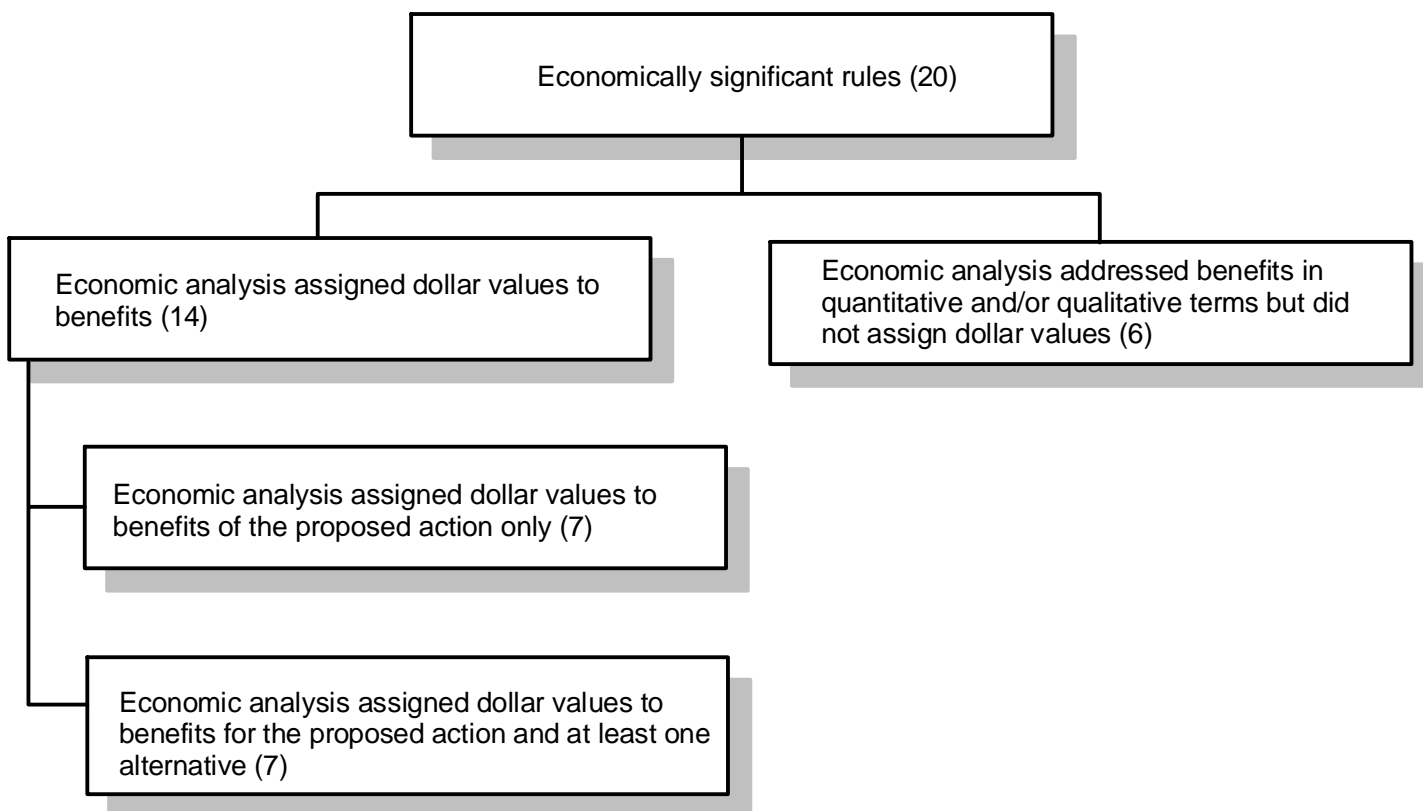 Economically significant rules (20)
Economic analysis assigned dollar values to
benefits (14)
Economic analysis addressed benefits in
quantitative and/or qualitative terms but did
not assign dollar values (6)
Economic analysis assigned dollar values to
benefits of the proposed action only (7)
Economic analysis assigned dollar values to
benefits for the proposed action and at least one
alternative (7)